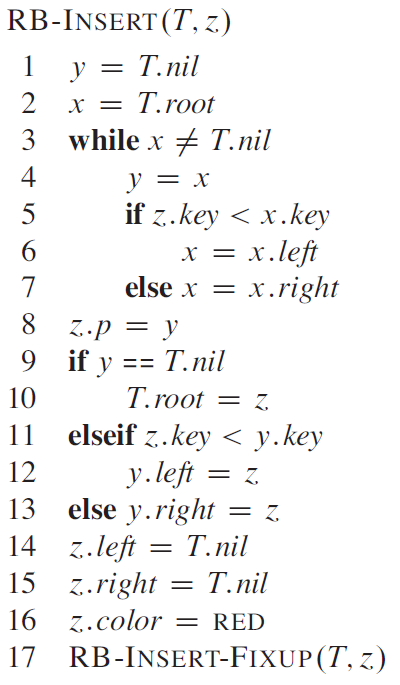 RB-INSERT(T, z)
1 y = T.nil
2 x = T.root
3 while x ≠ T.nil
4 y = x
5 if z.key < x.key
6 x = x.left
7 else x = x.right
8 z.p = y
9 if y == T.nil
10 T.root = z
11 elseif z.key < y.key
12 y.left = z
13 else y.right = z
14 z.left = T.nil
15 z.right = T.nil
16 z.color = RED
17 RB-INSERT-FIXUP(T, z)